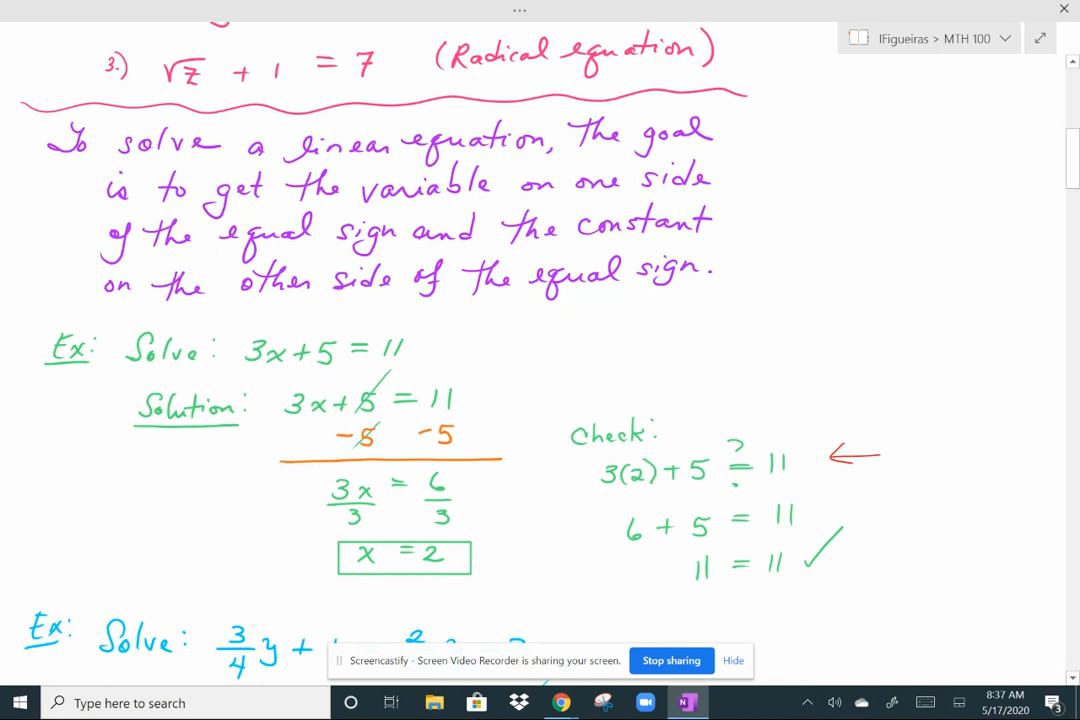 ...
IFigueiras > MTH 100
3.) √z + 1 = 7 (Radical equation)
To solve a linear equation, the goal
is to get the variable on one side
of the equal sign and the constant
on the other side of the equal sign.
Ex: Solve: 3x + 5 = 11
Solution: 3x + 5 = 11
-5 -5
3x/3 = 6/3
x = 2
Check:
3(2) + 5 ≟ 11 ←
6 + 5 = 11
11 = 11 ✓
Ex: Solve: 3/4 y +
Screencastify - Screen Video Recorder is sharing your screen. Stop sharing Hide
Type here to search
8:37 AM
5/17/2020
3